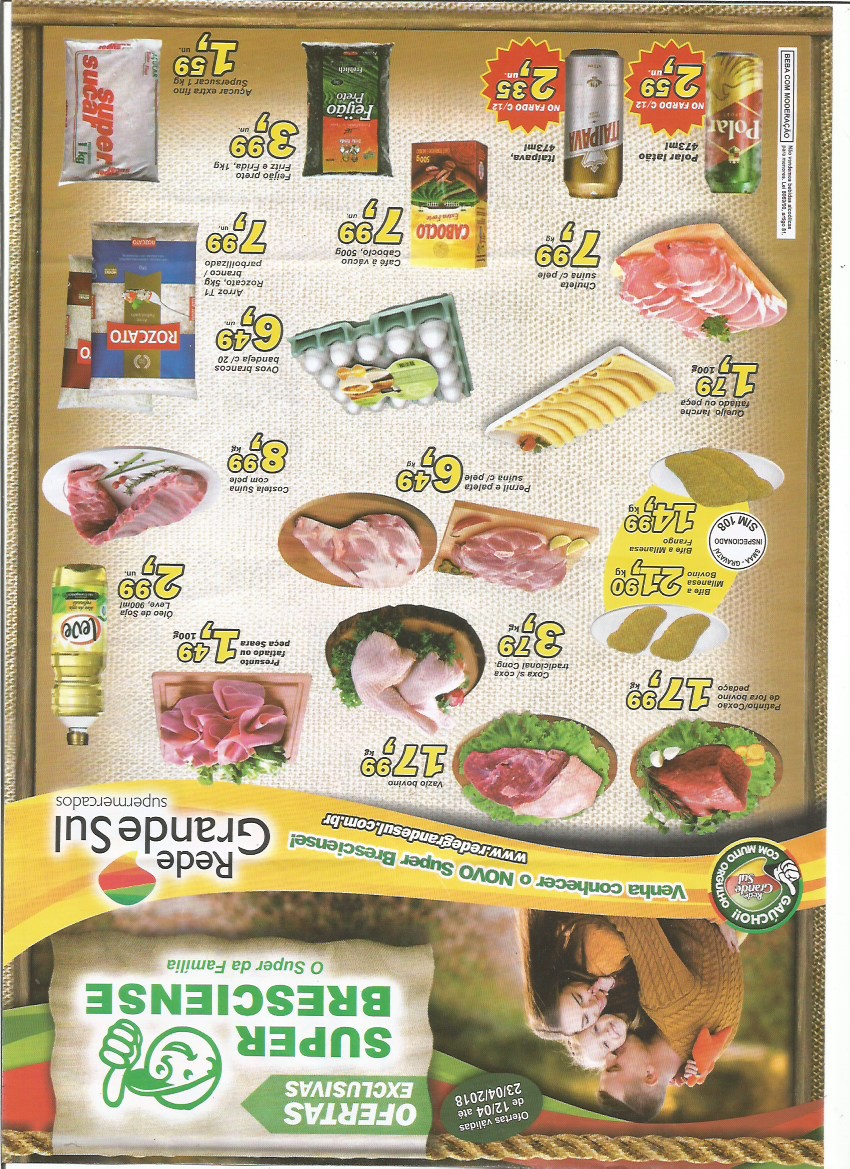 Ofertas válidas
de 12/04 até
23/04/2018
OFERTAS
EXCLUSIVAS
SUPER
BRESCIENSE
O Super da Família
GAÚCHO!!
Rede
Grande
Sul
COM MUITO ORGULHO
Venha conhecer o NOVO Super Bresciense!
www.redegrandesul.com.br
Rede
Grande Sul
supermercados
Patinho/Coxão
de fora bovino
pedaço
17,99
kg
Vazio bovino
17,99
kg
Coxa s/ coxa
tradicional Cong.
3,79
kg
Presunto
fatiado ou
peça Seara
1,49
100g
leve
Óleo de Soja
Leve, 900ml
2,99
un.
Bife a
Milanesa
Bovino
21,90
kg
Bife a Milanesa
Frango
14,99
kg
SMAA - GRAVATAÍ
INSPECIONADO
SIM 108
Pernil e paleta
suína c/ pele
6,49
kg
Costela Suína
com pele
8,99
kg
Queijo lanche
fatiado ou peça
1,79
100g
Ovos brancos
bandeja c/ 20
6,49
un.
ROZCATO
Arroz T1
Rozcato, 5kg
branco /
parboilizado
7,99
un.
Chuleta
suína c/ pele
7,99
kg
CABOCLO
Extra Forte
500g
Café à vácuo
Caboclo, 500g
7,99
un.
BEBA COM MODERAÇÃO
Não vendemos bebidas alcoólicas
para menores. Lei 8069/90, artigo 81.
Polar
Polar latão
473ml
NO FARDO C/12
2,59
un.
ITAIPAVA
Itaipava,
473ml
NO FARDO C/12
2,35
un.
Feijão
Preto
Fröhlich
Feijão preto
Fritz e Frida, 1kg
3,99
un.
super
sucar
1kg
Açucar extra fino
Supersucar 1 kg
1,59
un.